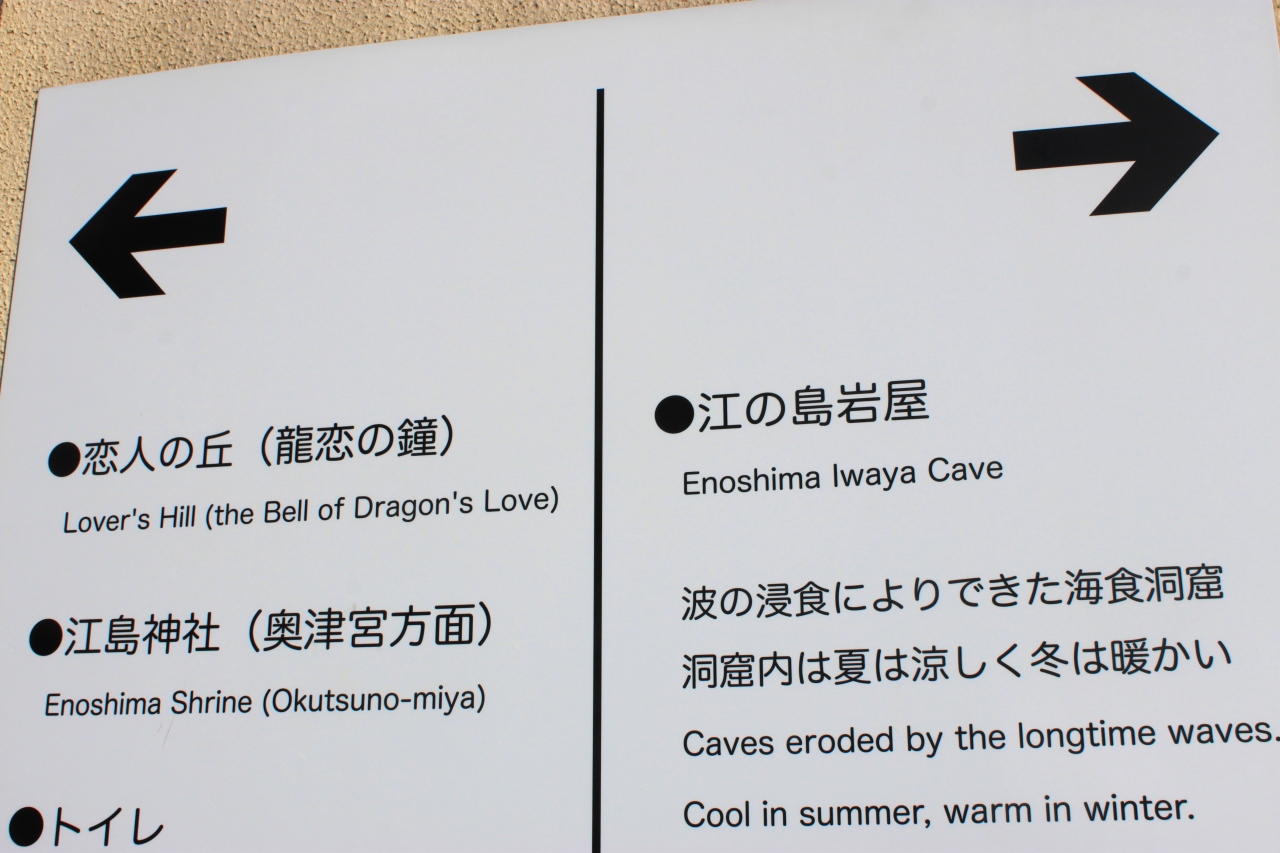 ●恋人の丘（龍恋の鐘）
Lover's Hill (the Bell of Dragon's Love)
●江島神社（奥津宮方面）
Enoshima Shrine (Okutsuno-miya)
●トイレ
●江の島岩屋
Enoshima Iwaya Cave
波の浸食によりできた海食洞窟
洞窟内は夏は涼しく冬は暖かい
Caves eroded by the longtime waves.
Cool in summer, warm in winter.